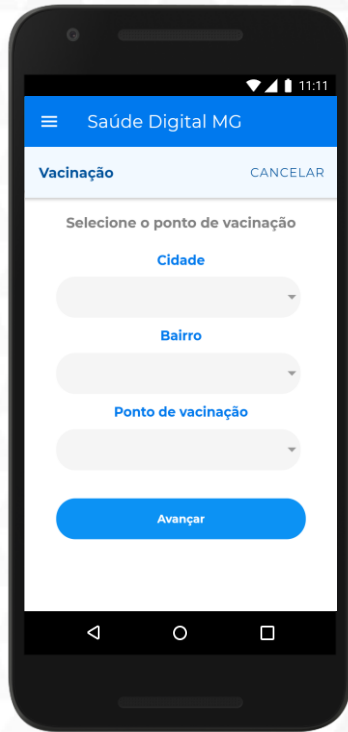 11:11
Saúde Digital MG
Vacinação CANCELAR
Selecione o ponto de vacinação
Cidade
Bairro
Ponto de vacinação
Avançar